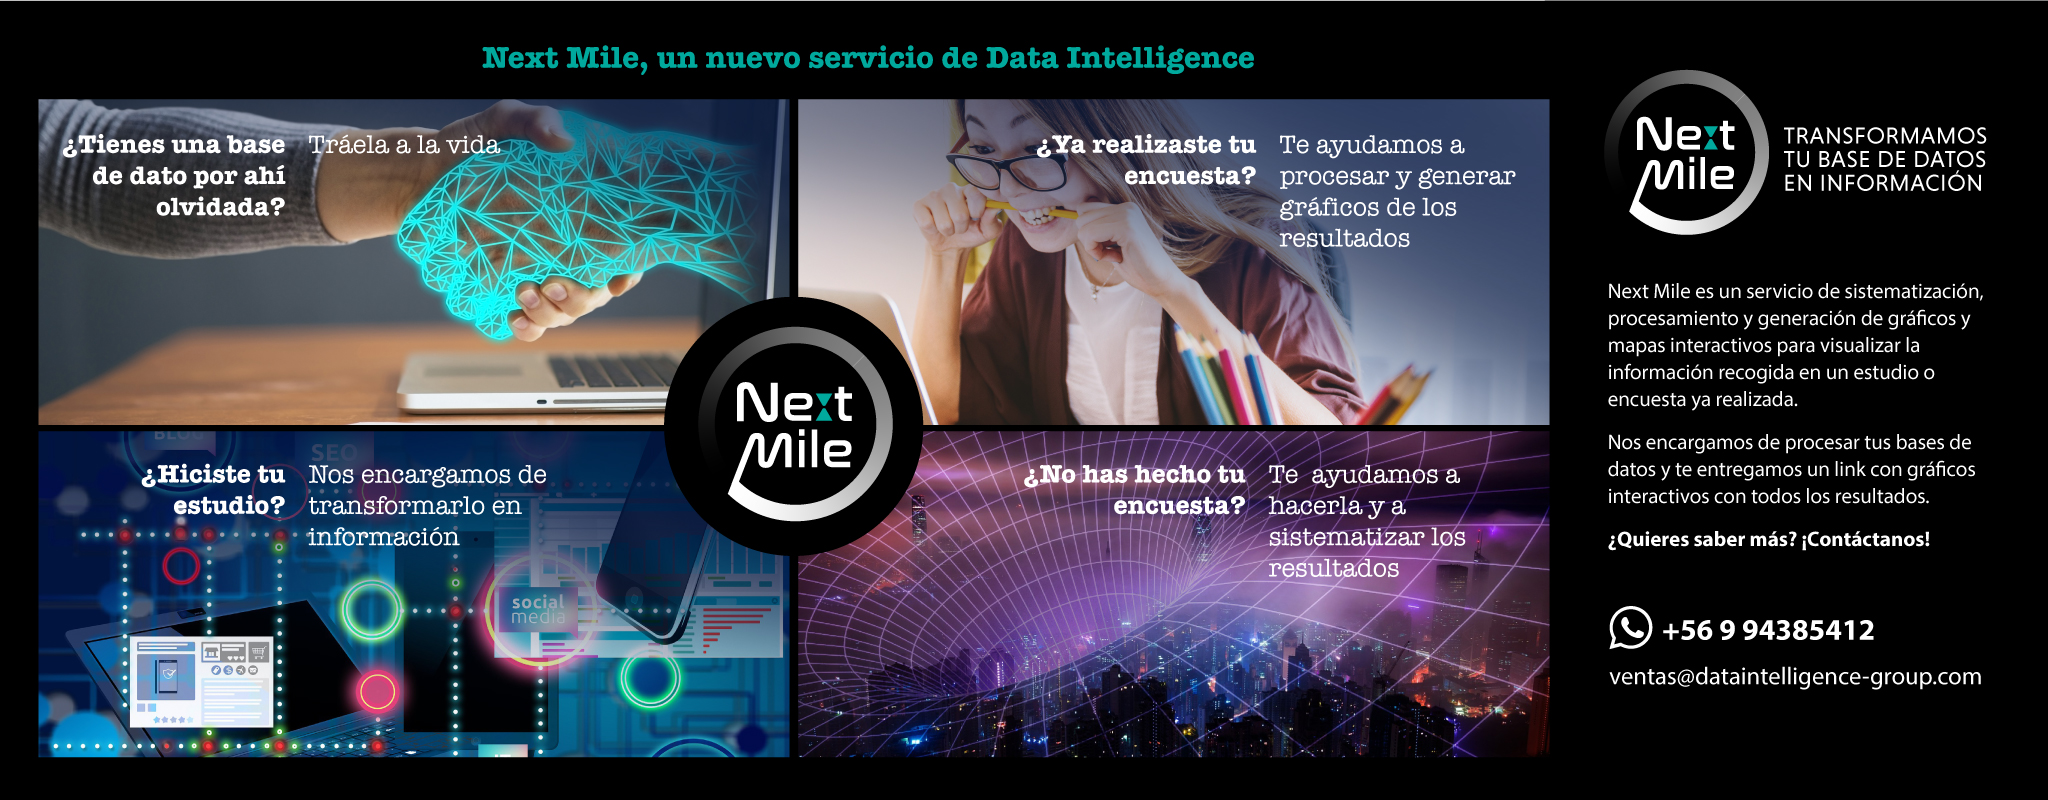 Next Mile, un nuevo servicio de Data Intelligence
¿Tienes una base
de dato por ahí
olvidada?
Tráela a la vida
¿Ya realizaste tu
encuesta?
Te ayudamos a
procesar y generar
gráficos de los
resultados
BLOG
SEO
¿Hiciste tu
estudio?
Nos encargamos de
transformarlo en
información
social
media
¿No has hecho tu
encuesta?
Te  ayudamos a
hacerla y a
sistematizar los
resultados
Next
Mile
Next
Mile
TRANSFORMAMOS
TU BASE DE DATOS
EN INFORMACIÓN
Next Mile es un servicio de sistematización,
procesamiento y generación de gráficos y
mapas interactivos para visualizar la
información recogida en un estudio o
encuesta ya realizada.
Nos encargamos de procesar tus bases de
datos y te entregamos un link con gráficos
interactivos con todos los resultados.
¿Quieres saber más? ¡Contáctanos!
+56 9 94385412
ventas@dataintelligence-group.com